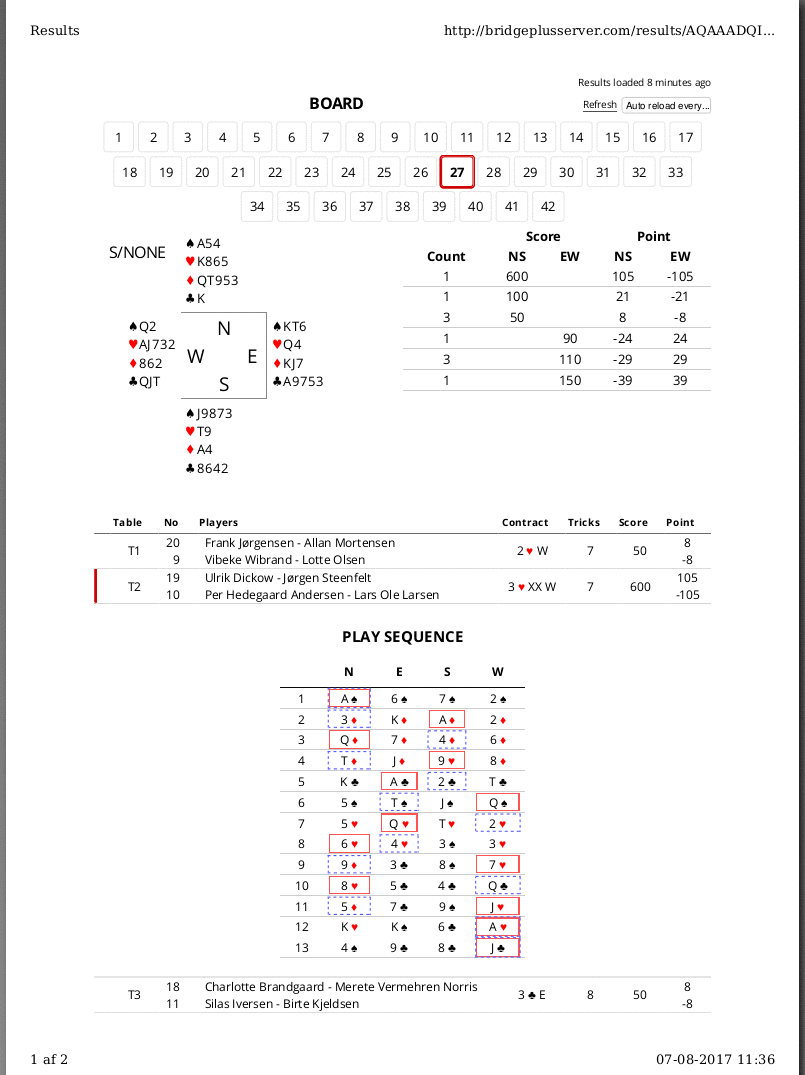 Results http://bridgeplusserver.com/results/AQAAADQI...
Results loaded 8 minutes ago
BOARD Refresh Auto reload every...
1 2 3 4 5 6 7 8 9 10 11 12 13 14 15 16 17
18 19 20 21 22 23 24 25 26 27 28 29 30 31 32 33
34 35 36 37 38 39 40 41 42
S/NONE
♠A54
♥K865
♦QT953
♣K
♠Q2
♥AJ732
♦862
♣QJT
N
W E
S
♠KT6
♥Q4
♦KJ7
♣A9753
♠J9873
♥T9
♦A4
♣8642
Score Point
Count NS EW NS EW
1 600 105 -105
1 100 21 -21
3 50 8 -8
1 90 -24 24
3 110 -29 29
1 150 -39 39
Table No Players Contract Tricks Score Point
T1 20 Frank Jørgensen - Allan Mortensen 2 ♥ W 7 50 8
9 Vibeke Wibrand - Lotte Olsen -8
T2 19 Ulrik Dickow - Jørgen Steenfelt 3 ♥ XX W 7 600 105
10 Per Hedegaard Andersen - Lars Ole Larsen -105
PLAY SEQUENCE
N E S W
1 A♠ 6♠ 7♠ 2♠
2 3♦ K♦ A♦ 2♦
3 Q♦ 7♦ 4♦ 6♦
4 T♦ J♦ 9♥ 8♦
5 K♣ A♣ 2♣ T♣
6 5♠ T♠ J♠ Q♠
7 5♥ Q♥ T♥ 2♥
8 6♥ 4♥ 3♠ 3♥
9 9♦ 3♣ 8♠ 7♥
10 8♥ 5♣ 4♣ Q♣
11 5♦ 7♣ 9♠ J♥
12 K♥ K♠ 6♣ A♥
13 4♠ 9♣ 8♣ J♣
T3 18 Charlotte Brandgaard - Merete Vermehren Norris 3 ♣ E 8 50 8
11 Silas Iversen - Birte Kjeldsen -8
1 af 2 07-08-2017 11:36